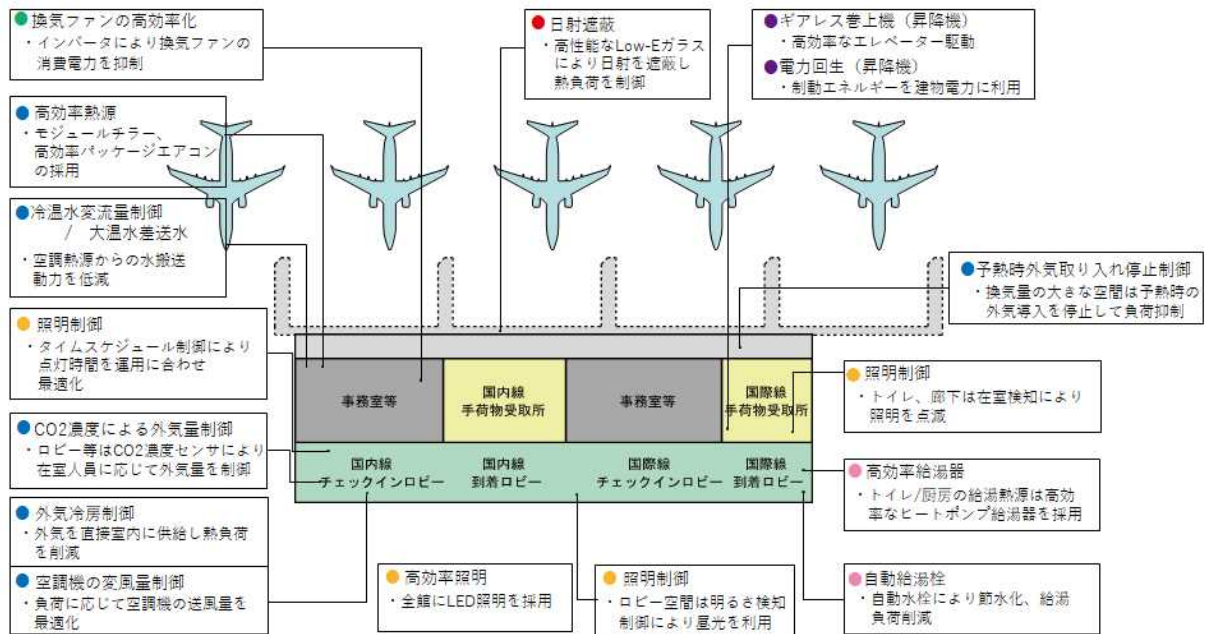 換気ファンの高効率化
・インバータにより換気ファンの
消費電力を抑制
高効率熱源
・モジュールチラー、
高効率パッケージエアコン
の採用
冷温水変流量制御
/ 大温水差送水
・空調熱源からの水搬送
動力を低減
照明制御
・タイムスケジュール制御により
点灯時間を運用に合わせ
最適化
CO2濃度による外気量制御
・ロビー等はCO2濃度センサにより
在室人員に応じて外気量を制御
外気冷房制御
・外気を直接室内に供給し熱負荷
を削減
空調機の変風量制御
・負荷に応じて空調機の送風量を
最適化
日射遮蔽
・高性能なLow-Eガラス
により日射を遮蔽し
熱負荷を制御
ギアレス巻上機（昇降機）
・高効率なエレベーター駆動
電力回生（昇降機）
・制動エネルギーを建物電力に利用
予熱時外気取り入れ停止制御
・換気量の大きな空間は予熱時の
外気導入を停止して負荷抑制
事務室等
国内線
手荷物受取所
事務室等
国際線
手荷物受取所
国内線
チェックインロビー
国内線
到着ロビー
国際線
チェックインロビー
国際線
到着ロビー
照明制御
・トイレ、廊下は在室検知により
照明を点滅
高効率給湯器
・トイレ/厨房の給湯熱源は高効
率なヒートポンプ給湯器を採用
高効率照明
・全館にLED照明を採用
照明制御
・ロビー空間は明るさ検知
制御により昼光を利用
自動給湯栓
・自動水栓により節水化、給湯
負荷削減